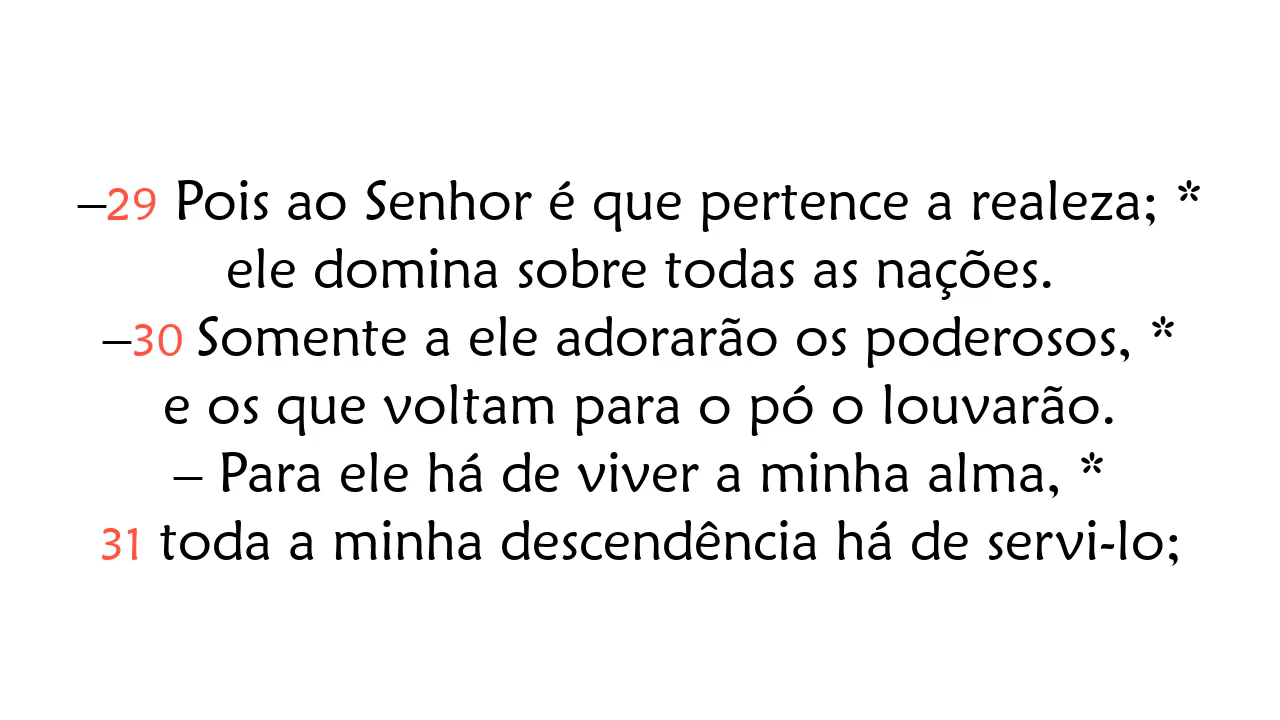 –29 Pois ao Senhor é que pertence a realeza; *
ele domina sobre todas as nações.
–30 Somente a ele adorarão os poderosos, *
e os que voltam para o pó o louvarão.
– Para ele há de viver a minha alma, *
31 toda a minha descendência há de servi-lo;